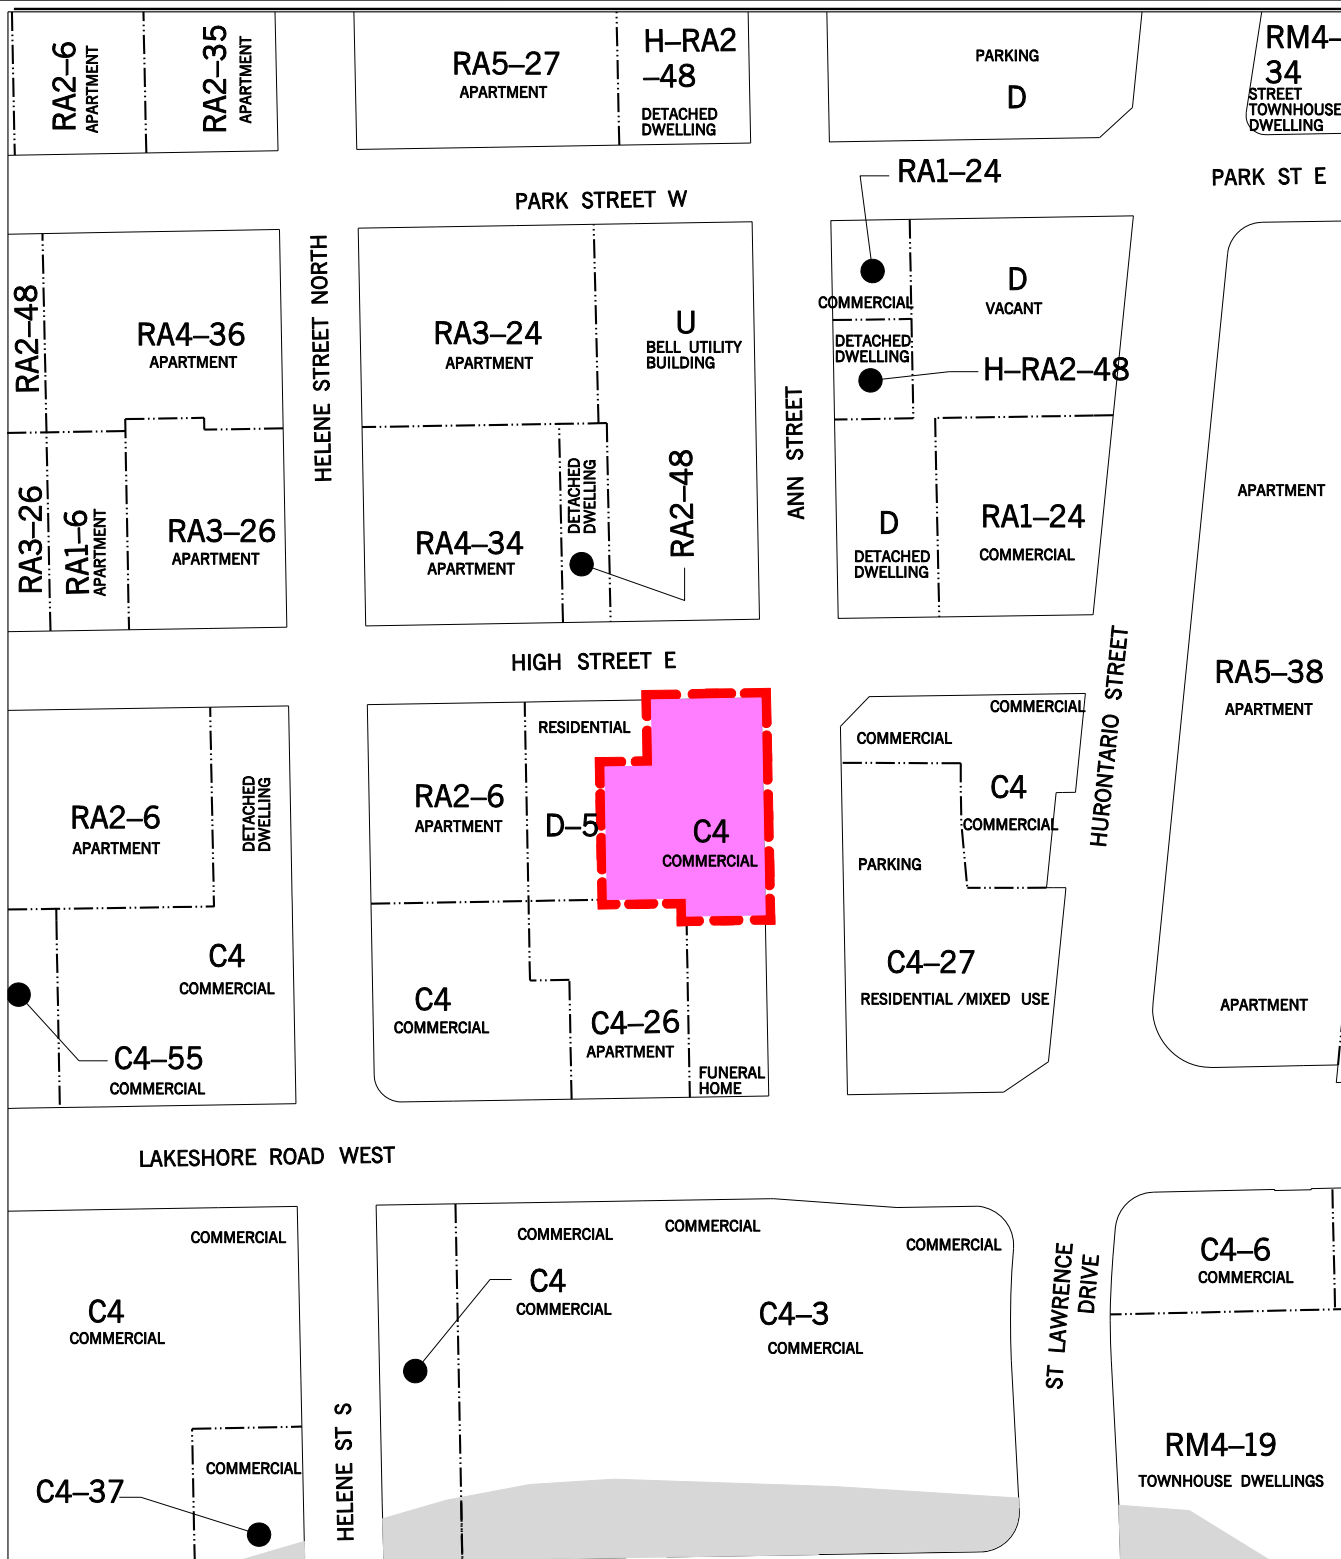 RA2–6
APARTMENT
RA2–35
APARTMENT
RA5–27
APARTMENT
H–RA2
–48
DETACHED
DWELLING
PARKING
D
RM4–
34
STREET
TOWNHOUSE
DWELLING
PARK STREET W
RA1–24
PARK ST E
RA2–48
RA4–36
APARTMENT
HELENE STREET NORTH
RA3–24
APARTMENT
U
BELL UTILITY
BUILDING
COMMERCIAL
D
VACANT
DETACHED
DWELLING
H–RA2–48
ANN STREET
RA3–26
RA1–6
APARTMENT
RA3–26
APARTMENT
RA4–34
APARTMENT
DETACHED
DWELLING
RA2–48
D
DETACHED
DWELLING
RA1–24
COMMERCIAL
APARTMENT
HIGH STREET E
HURONTARIO STREET
RA5–38
APARTMENT
RA2–6
APARTMENT
DETACHED
DWELLING
RA2–6
APARTMENT
RESIDENTIAL
D–5
C4
COMMERCIAL
COMMERCIAL
COMMERCIAL
C4
COMMERCIAL
PARKING
C4
COMMERCIAL
C4–55
COMMERCIAL
C4
COMMERCIAL
C4–26
APARTMENT
FUNERAL
HOME
C4–27
RESIDENTIAL /MIXED USE
APARTMENT
LAKESHORE ROAD WEST
COMMERCIAL
C4
COMMERCIAL
COMMERCIAL
COMMERCIAL
COMMERCIAL
C4
COMMERCIAL
C4–3
COMMERCIAL
ST LAWRENCE
DRIVE
C4–6
COMMERCIAL
HELENE ST S
COMMERCIAL
C4–37
RM4–19
TOWNHOUSE DWELLINGS